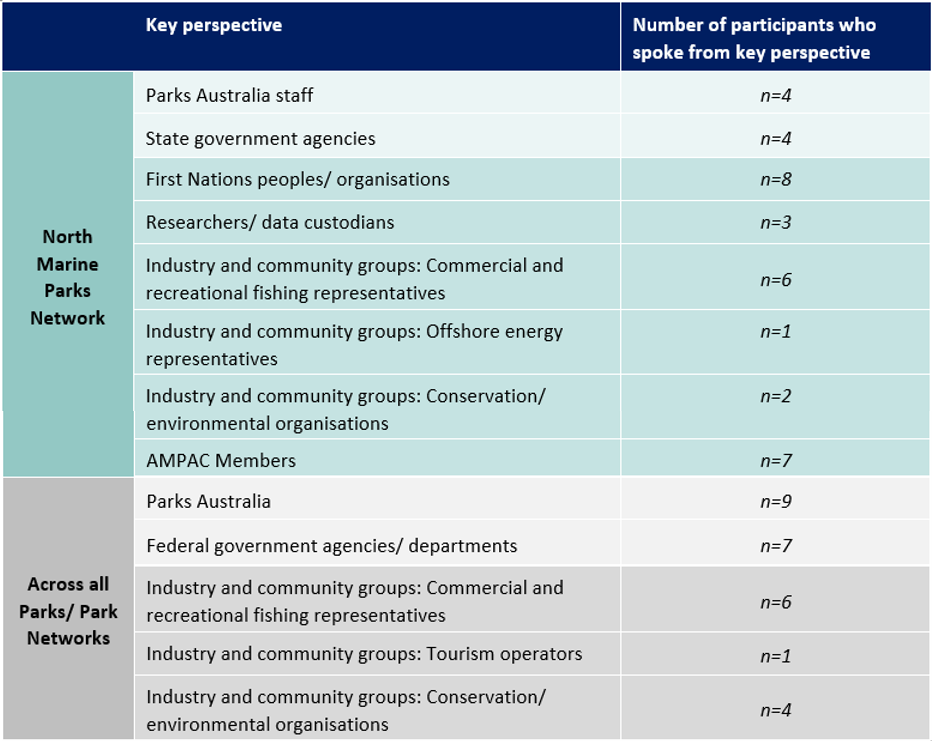 Key perspective
Number of participants who
spoke from key perspective
North
Marine
Parks
Network
Parks Australia staff
n=4
State government agencies
n=4
First Nations peoples/ organisations
n=8
Researchers/ data custodians
n=3
Industry and community groups: Commercial and
recreational fishing representatives
n=6
Industry and community groups: Offshore energy
representatives
n=1
Industry and community groups: Conservation/
environmental organisations
n=2
AMPAC Members
n=7
Across all
Parks/ Park
Networks
Parks Australia
n=9
Federal government agencies/ departments
n=7
Industry and community groups: Commercial and
recreational fishing representatives
n=6
Industry and community groups: Tourism operators
n=1
Industry and community groups: Conservation/
environmental organisations
n=4